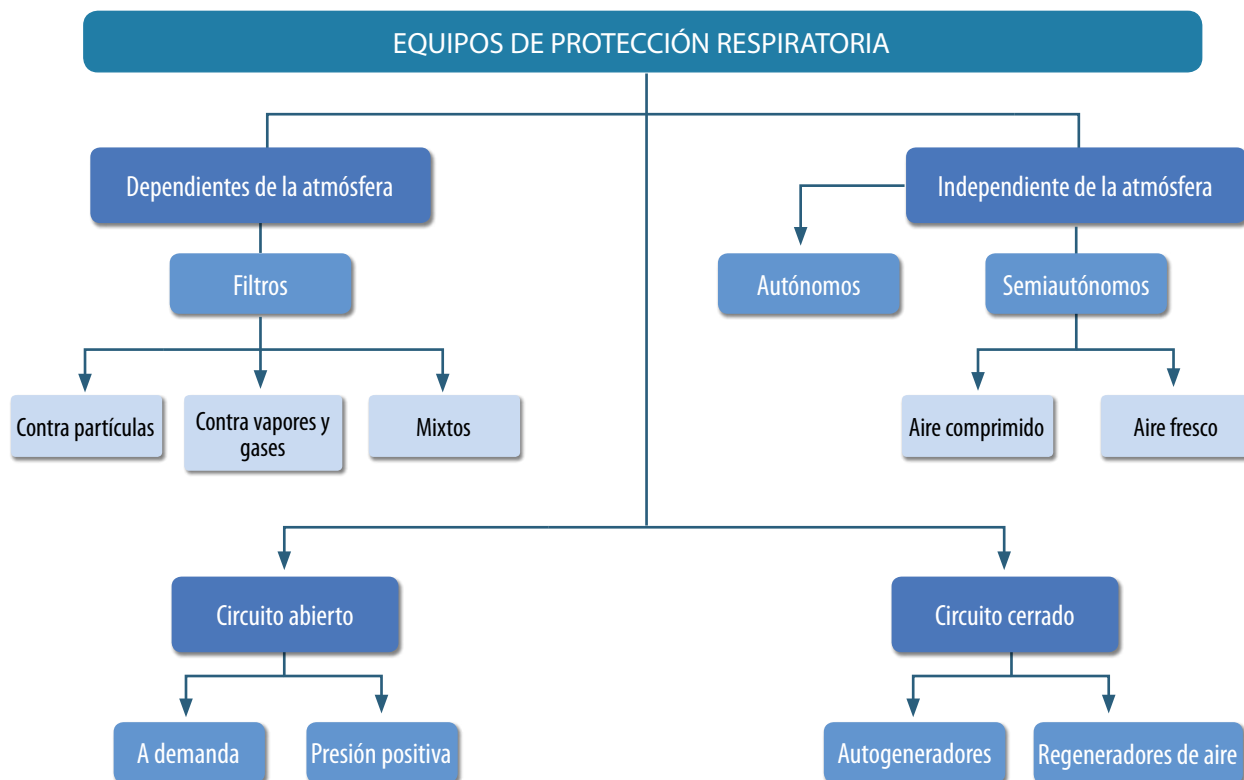 EQUIPOS DE PROTECCIÓN RESPIRATORIA
Dependientes de la atmósfera
Independiente de la atmósfera
Filtros
Autónomos
Semiautónomos
Contra partículas
Contra vapores y
gases
Mixtos
Aire comprimido
Aire fresco
Circuito abierto
Circuito cerrado
A demanda
Presión positiva
Autogeneradores
Regeneradores de aire